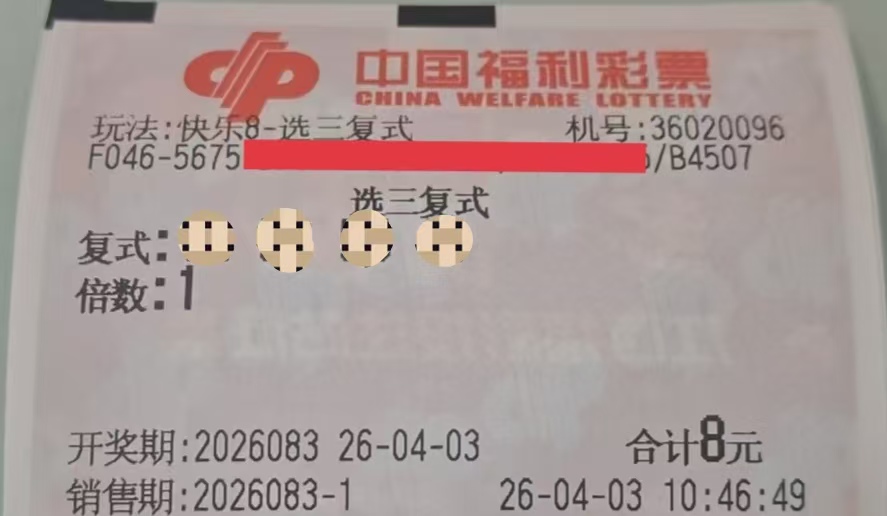 中国福利彩票
CHINA WELFARE LOTTERY
玩法:快乐8-选三复式 机号:36020096
F046-5675 /B4507
选三复式
复式:
倍数:1
开奖期:2026083 26-04-03 合计8元
销售期:2026083-1 26-04-03 10:46:49